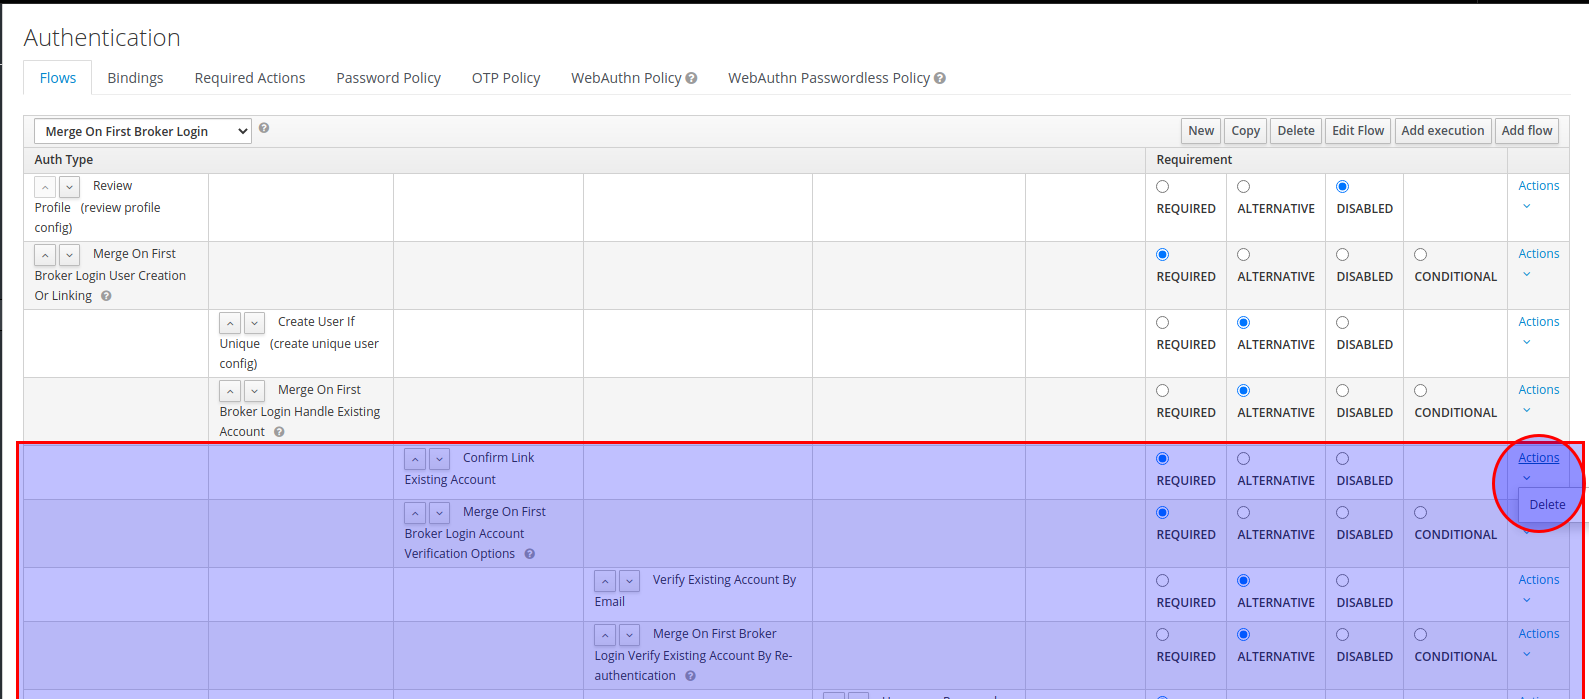 Authentication
Flows Bindings Required Actions Password Policy OTP Policy WebAuthn Policy WebAuthn Passwordless Policy
Merge On First Broker Login New Copy Delete Edit Flow Add execution Add flow
Auth Type Requirement
Review Actions
Profile (review profile REQUIRED ALTERNATIVE DISABLED
config)
Merge On First Actions
Broker Login User Creation REQUIRED ALTERNATIVE DISABLED CONDITIONAL
Or Linking
Create User If Actions
Unique (create unique user REQUIRED ALTERNATIVE DISABLED
config)
Merge On First Actions
Broker Login Handle Existing REQUIRED ALTERNATIVE DISABLED CONDITIONAL
Account
Confirm Link Actions
Existing Account REQUIRED ALTERNATIVE DISABLED
Merge On First Delete
Broker Login Account REQUIRED ALTERNATIVE DISABLED CONDITIONAL
Verification Options
Verify Existing Account By Actions
Email REQUIRED ALTERNATIVE DISABLED
Merge On First Broker Actions
Login Verify Existing Account By Re- REQUIRED ALTERNATIVE DISABLED CONDITIONAL
authentication